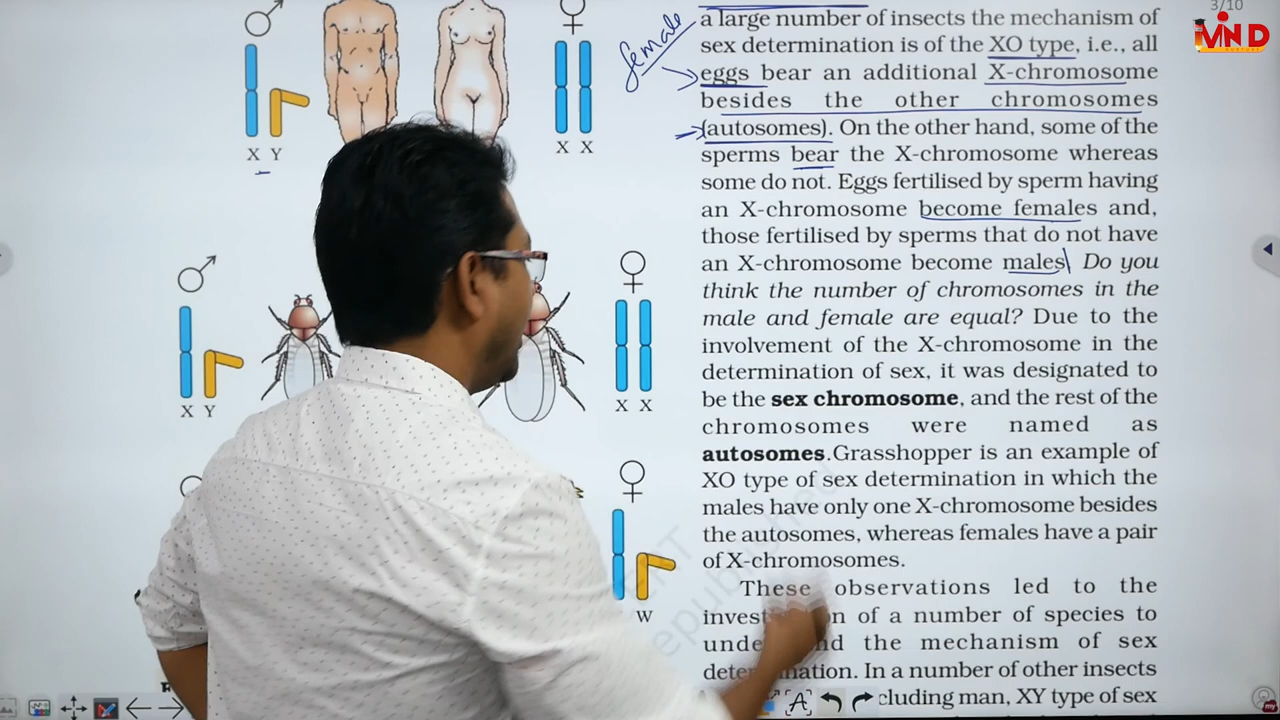 3/10
MIND
X Y
X X
X Y
X X
W
female
a large number of insects the mechanism of
sex determination is of the XO type, i.e., all
eggs bear an additional X-chromosome
besides the other chromosomes
(autosomes). On the other hand, some of the
sperms bear the X-chromosome whereas
some do not. Eggs fertilised by sperm having
an X-chromosome become females and,
those fertilised by sperms that do not have
an X-chromosome become males. Do you
think the number of chromosomes in the
male and female are equal? Due to the
involvement of the X-chromosome in the
determination of sex, it was designated to
be the sex chromosome, and the rest of the
chromosomes were named as
autosomes.Grasshopper is an example of
XO type of sex determination in which the
males have only one X-chromosome besides
the autosomes, whereas females have a pair
of X-chromosomes.
These observations led to the
of a number of species to
the mechanism of sex
In a number of other insects
cluding man, XY type of sex